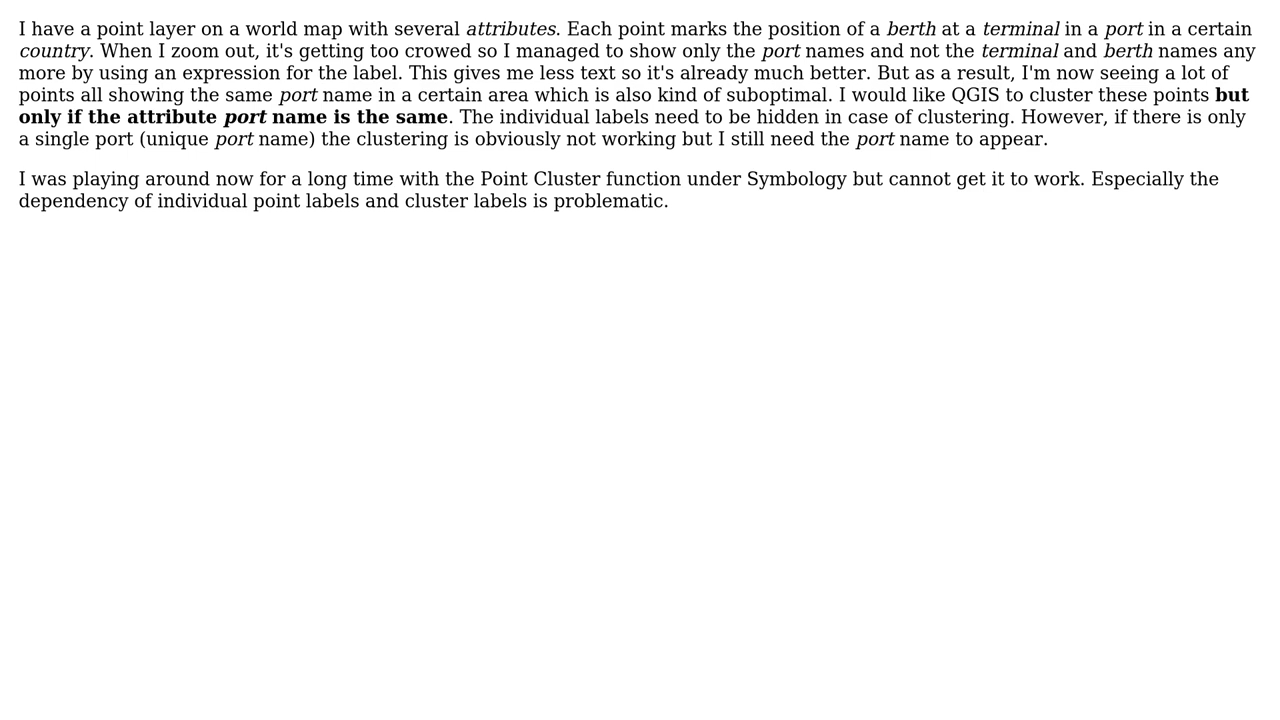 I have a point layer on a world map with several attributes. Each point marks the position of a berth at a terminal in a port in a certain
country. When I zoom out, it's getting too crowed so I managed to show only the port names and not the terminal and berth names any
more by using an expression for the label. This gives me less text so it's already much better. But as a result, I'm now seeing a lot of
points all showing the same port name in a certain area which is also kind of suboptimal. I would like QGIS to cluster these points but
only if the attribute port name is the same. The individual labels need to be hidden in case of clustering. However, if there is only
a single port (unique port name) the clustering is obviously not working but I still need the port name to appear.
I was playing around now for a long time with the Point Cluster function under Symbology but cannot get it to work. Especially the
dependency of individual point labels and cluster labels is problematic.